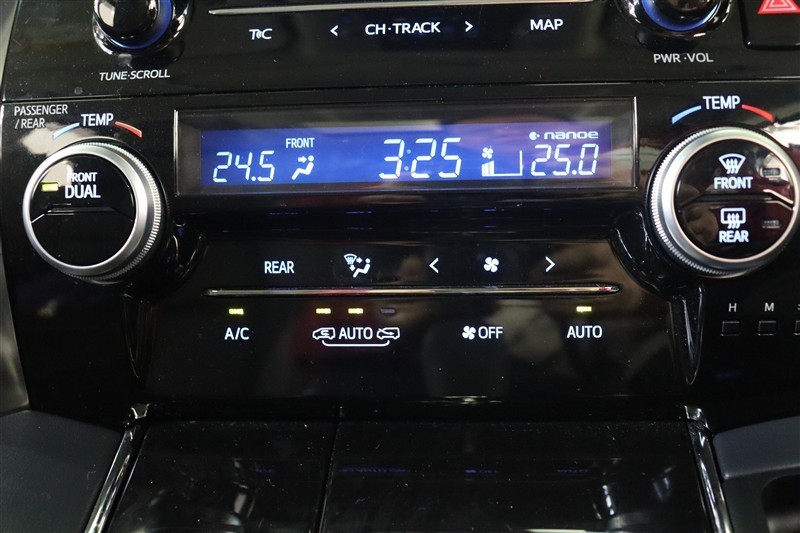 T C < CH·TRACK > MAP
TUNE·SCROLL PWR·VOL
PASSENGER
/ REAR
TEMP TEMP
FRONT nanoe
24.5 3:25 25.0
FRONT
DUAL
FRONT
REAR
REAR < >
A/C AUTO OFF AUTO
H M